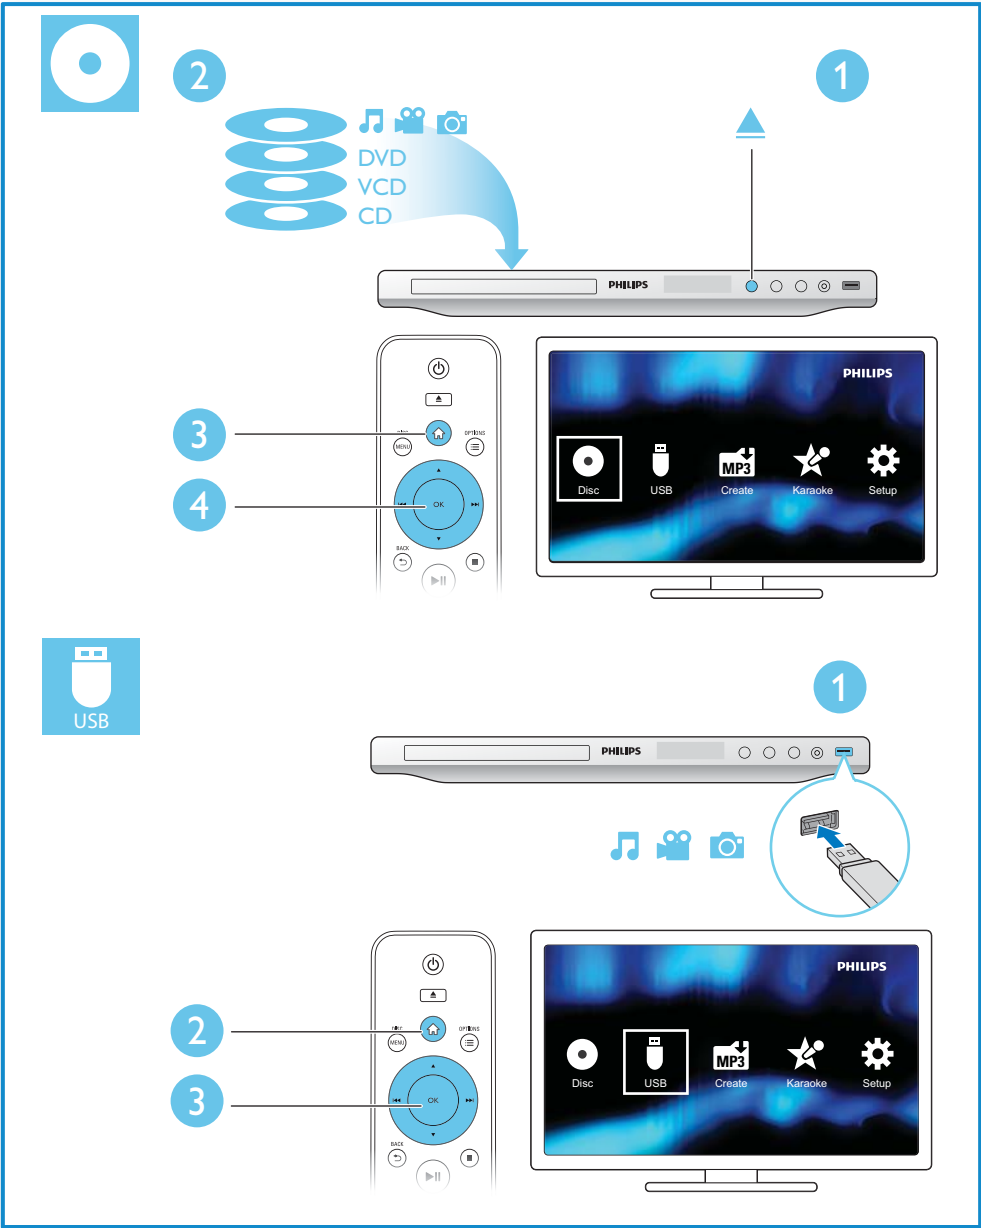 2
1
DVD
VCD
CD
PHILIPS
PHILIPS
3
OPTIONS
MENU
4
OK
BACK
MP3
Disc
USB
Create
Karaoke
Setup
USB
1
PHILIPS
PHILIPS
2
OPTIONS
MENU
3
OK
BACK
MP3
Disc
USB
Create
Karaoke
Setup